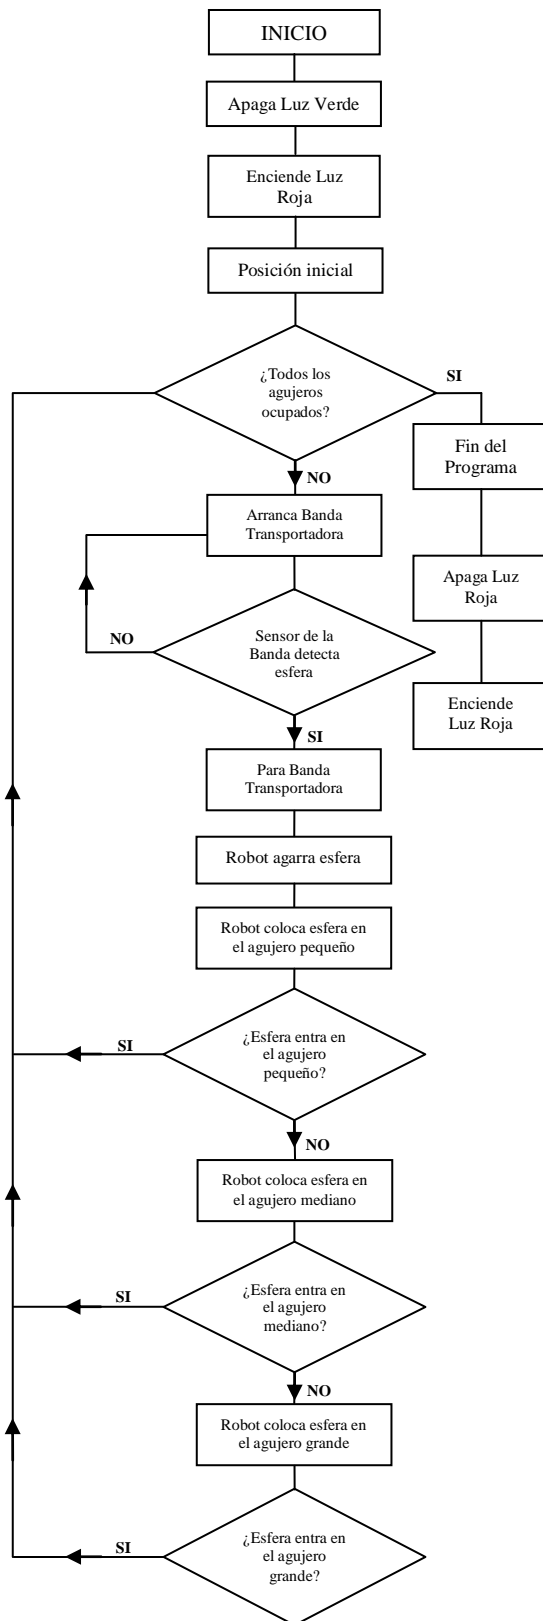 INICIO
Apaga Luz Verde
Enciende Luz
Roja
Posición inicial
¿Todos los
agujeros
ocupados?
SI
Fin del
Programa
Apaga Luz
Roja
Enciende
Luz Roja
NO
Arranca Banda
Transportadora
NO
Sensor de la
Banda detecta
esfera
SI
Para Banda
Transportadora
Robot agarra esfera
Robot coloca esfera en
el agujero pequeño
¿Esfera entra en
el agujero
pequeño?
SI
NO
Robot coloca esfera en
el agujero mediano
¿Esfera entra en
el agujero
mediano?
SI
NO
Robot coloca esfera en
el agujero grande
¿Esfera entra en
el agujero
grande?
SI